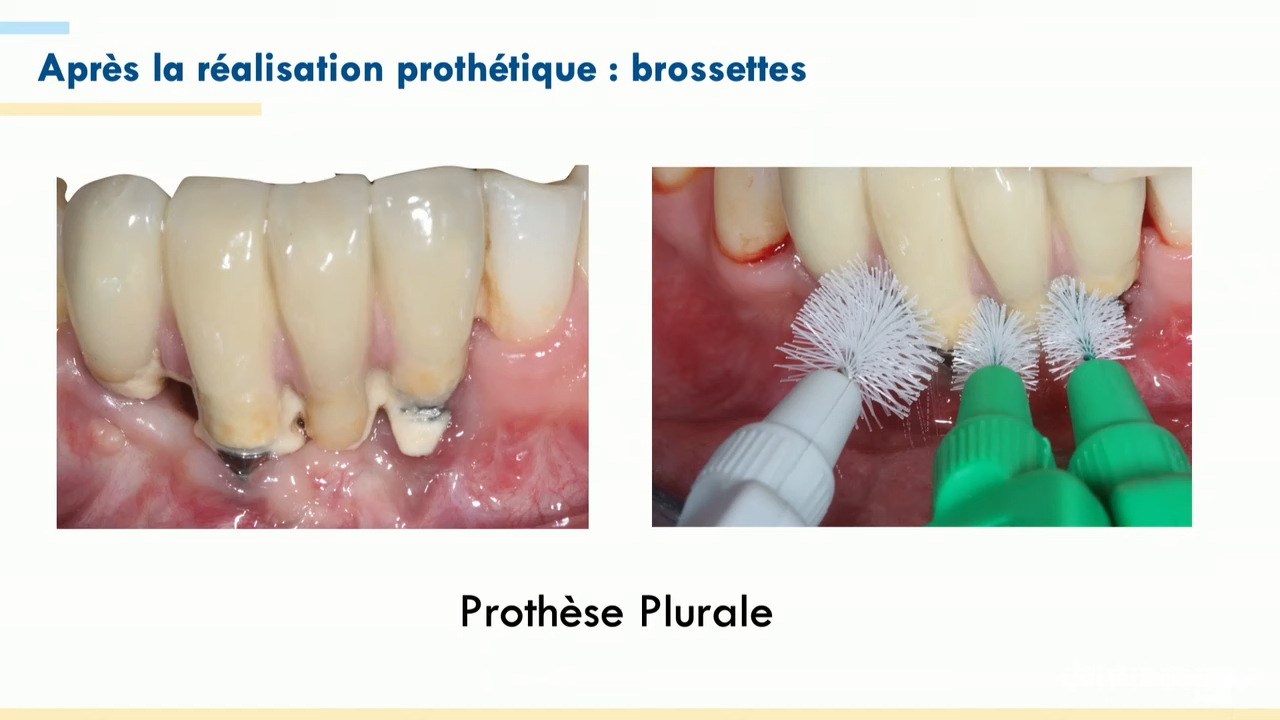 Après la réalisation prothétique : brossettes
Prothèse Plurale